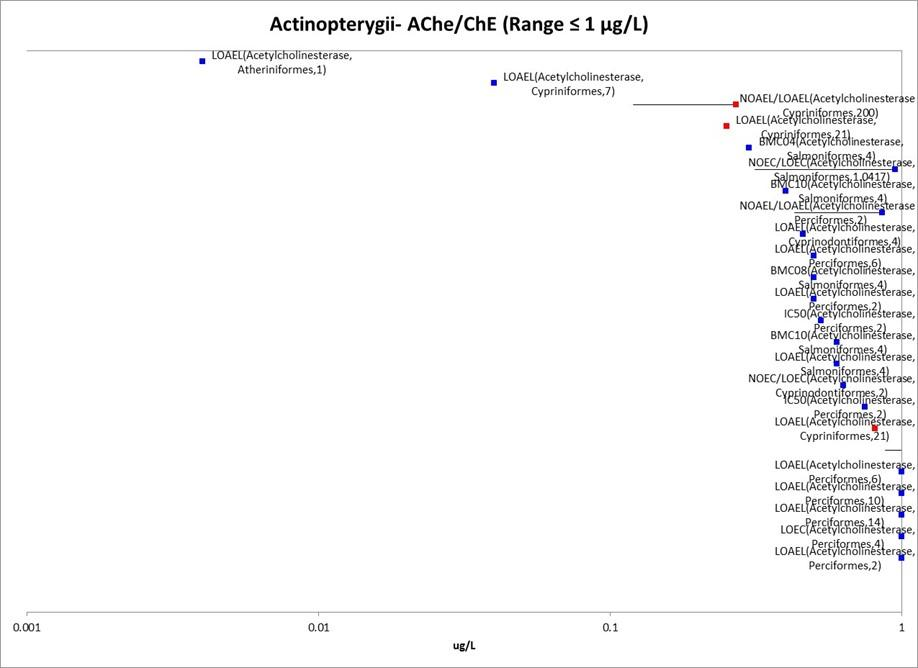 Actinopterygii- AChe/ChE (Range ≤ 1 µg/L)
LOAEL(Acetylcholinesterase,
Atheriniformes,1)
LOAEL(Acetylcholinesterase,
Cypriniformes,7)
NOAEL/LOAEL(Acetylcholinesterase
Cypriniformes,200)
LOAEL(Acetylcholinesterase,
Cypriniformes,21)
BMC04(Acetylcholinesterase,
Salmoniformes,4)
NOEC/LOEC(Acetylcholinesterase,
Salmoniformes,1.0417)
BMC10(Acetylcholinesterase,
Salmoniformes,4)
NOAEL/LOAEL(Acetylcholinesterase
Perciformes,2)
LOAEL(Acetylcholinesterase,
Cyprinodontiformes,4)
LOAEL(Acetylcholinesterase,
Perciformes,6)
BMC08(Acetylcholinesterase,
Salmoniformes,4)
LOAEL(Acetylcholinesterase,
Perciformes,2)
IC50(Acetylcholinesterase,
Perciformes,2)
BMC10(Acetylcholinesterase,
Salmoniformes,4)
LOAEL(Acetylcholinesterase,
Salmoniformes,4)
NOEC/LOEC(Acetylcholinesterase,
Cyprinodontiformes,2)
IC50(Acetylcholinesterase,
Perciformes,2)
LOAEL(Acetylcholinesterase,
Cypriniformes,21)
LOAEL(Acetylcholinesterase,
Perciformes,6)
LOAEL(Acetylcholinesterase,
Perciformes,10)
LOAEL(Acetylcholinesterase,
Perciformes,14)
LOEC(Acetylcholinesterase,
Perciformes,4)
LOAEL(Acetylcholinesterase,
Perciformes,2)
0.001 0.01 0.1 1
ug/L